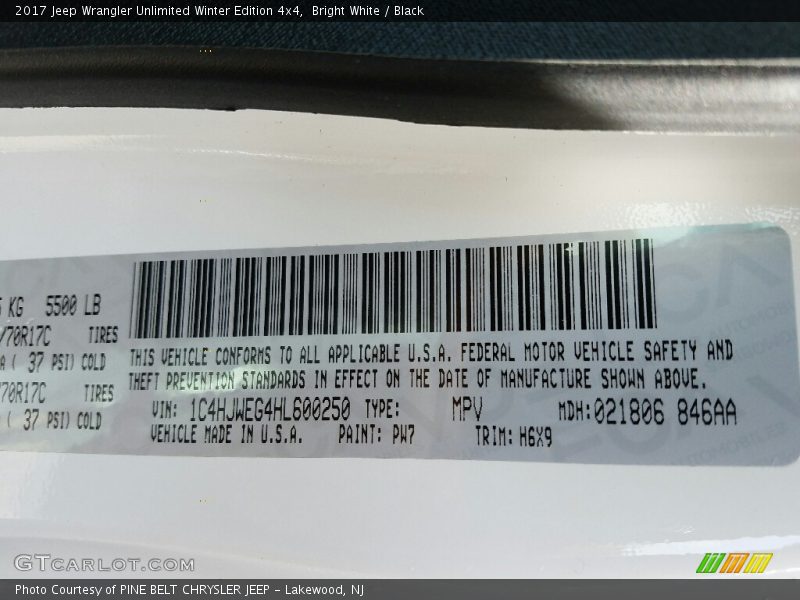 2017 Jeep Wrangler Unlimited Winter Edition 4x4,  Bright White / Black
KG 5500 LB
/70R17C TIRES
( 37 PSI) COLD
/70R17C TIRES
( 37 PSI) COLD
THIS VEHICLE CONFORMS TO ALL APPLICABLE U.S.A. FEDERAL MOTOR VEHICLE SAFETY AND
THEFT PREVENTION STANDARDS IN EFFECT ON THE DATE OF MANUFACTURE SHOWN ABOVE.
VIN: 1C4HJWEG4HL600250 TYPE: MPV MDH:021806 846AA
VEHICLE MADE IN U.S.A. PAINT: PW7 TRIM: H6X9
GTCARLOT.COM
Photo Courtesy of PINE BELT CHRYSLER JEEP - Lakewood, NJ